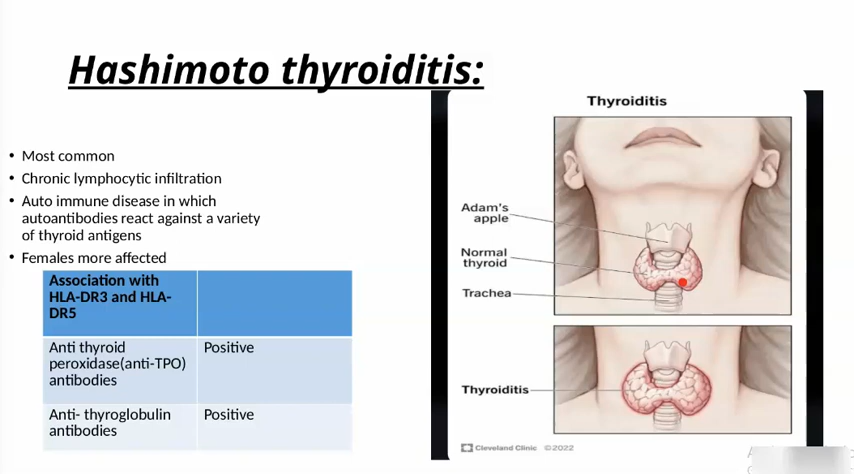 Hashimoto thyroiditis:
• Most common
• Chronic lymphocytic infiltration
• Auto immune disease in which
autoantibodies react against a variety
of thyroid antigens
• Females more affected
Association with
HLA-DR3 and HLA-
DR5
Anti thyroid
peroxidase(anti-TPO)
antibodies
Positive
Anti- thyroglobulin
antibodies
Positive
Thyroiditis
Adam's
apple
Normal
thyroid
Trachea
Thyroiditis
Cleveland Clinic ©2022